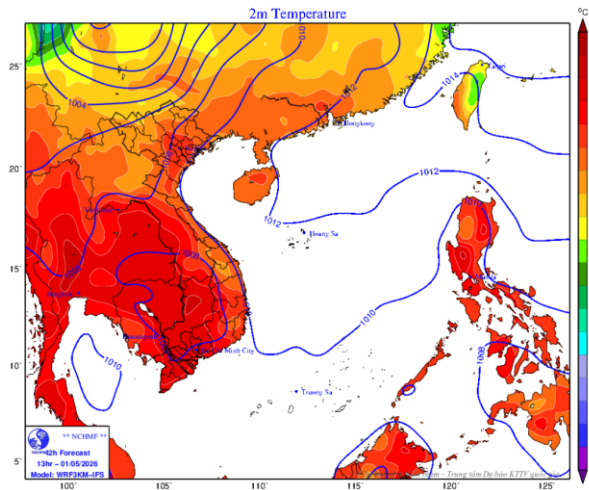 2m Temperature
°C
25°
20°
15°
10°
5°
100°
105°
110°
115°
120°
125°
1010
1004
1012
1014
1012
1012
1010
1010
1008
Hongkong
Hoang Sa
Truong Sa
Minh City
** NCHMF **
42h Forecast
13hr – 01/05/2026
Model: WRF3KM–IFS
Trung tâm Dự báo KTTV quốc gia